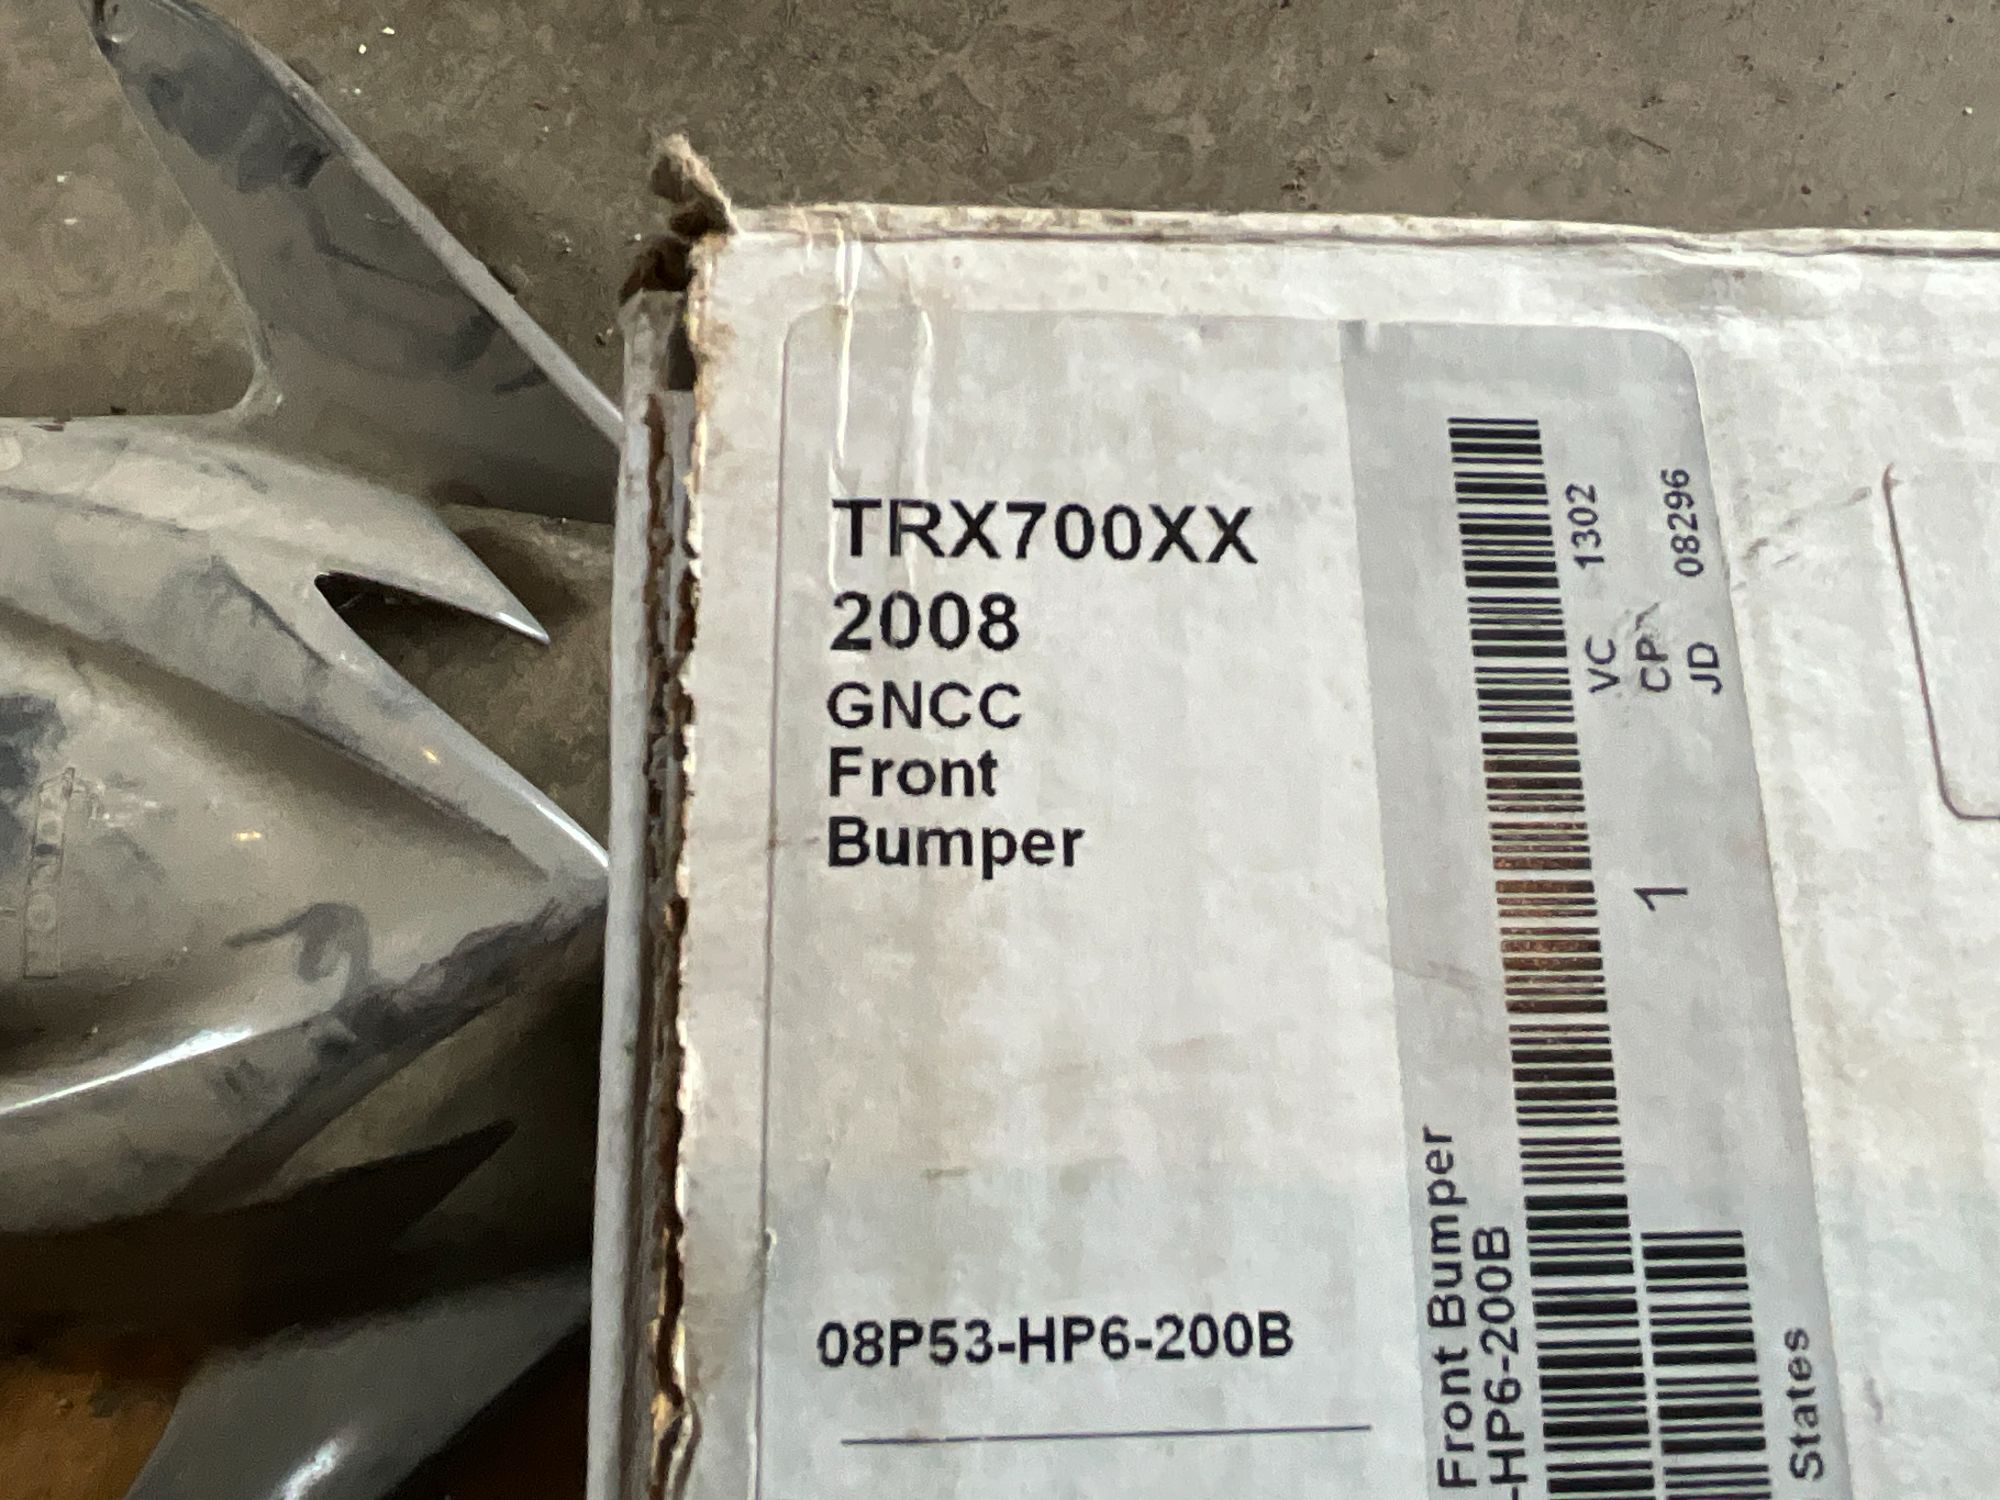 TRX700XX
2008
GNCC
Front
Bumper
08P53-HP6-200B
Front Bumper
-HP6-200B
1
VC 1302
CP
JD 08296
States